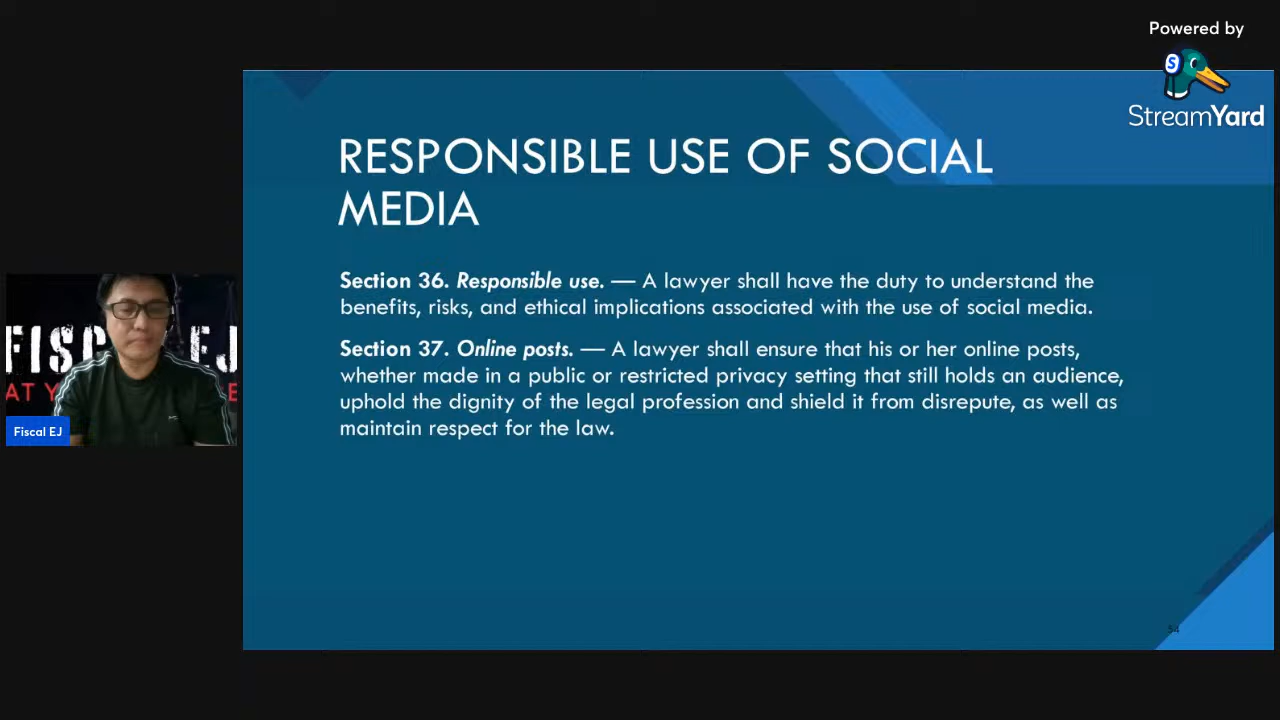 Powered by
StreamYard
RESPONSIBLE USE OF SOCIAL
MEDIA
Section 36. Responsible use. — A lawyer shall have the duty to understand the
benefits, risks, and ethical implications associated with the use of social media.
Section 37. Online posts. — A lawyer shall ensure that his or her online posts,
whether made in a public or restricted privacy setting that still holds an audience,
uphold the dignity of the legal profession and shield it from disrepute, as well as
maintain respect for the law.
EJ
AT
Fiscal EJ
54